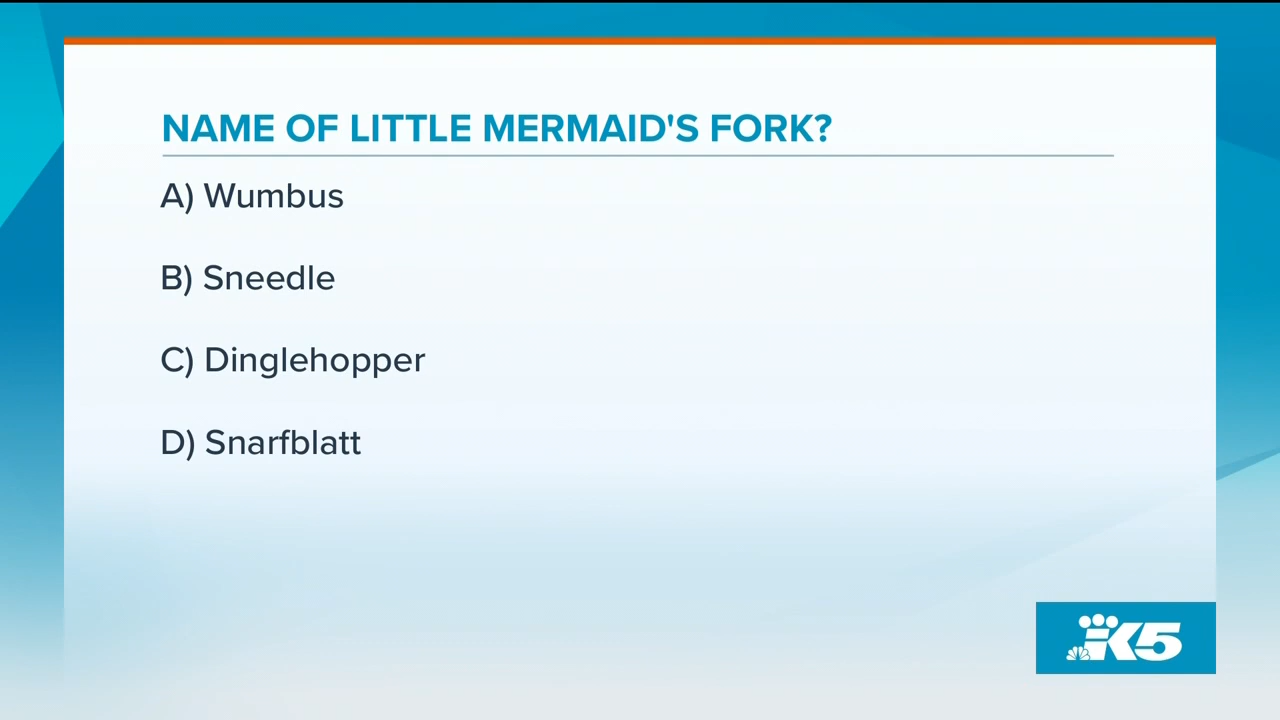 NAME OF LITTLE MERMAID'S FORK?
A) Wumbus
B) Sneedle
C) Dinglehopper
D) Snarfblatt
K5